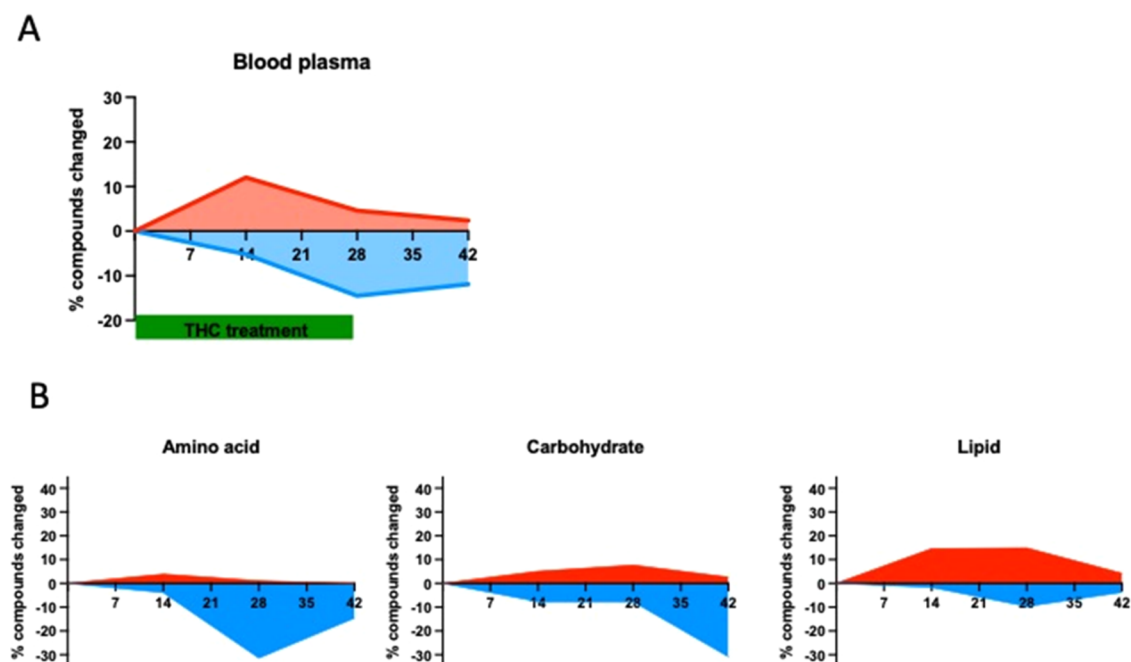 A
Blood plasma
% compounds changed
30
20
10
0
-10
-20
7 14 21 28 35 42
THC treatment
B
Amino acid
% compounds changed
40
30
20
10
0
-10
-20
-30
7 14 21 28 35 42
Carbohydrate
% compounds changed
40
30
20
10
0
-10
-20
-30
7 14 21 28 35 42
Lipid
% compounds changed
40
30
20
10
0
-10
-20
-30
7 14 21 28 35 42